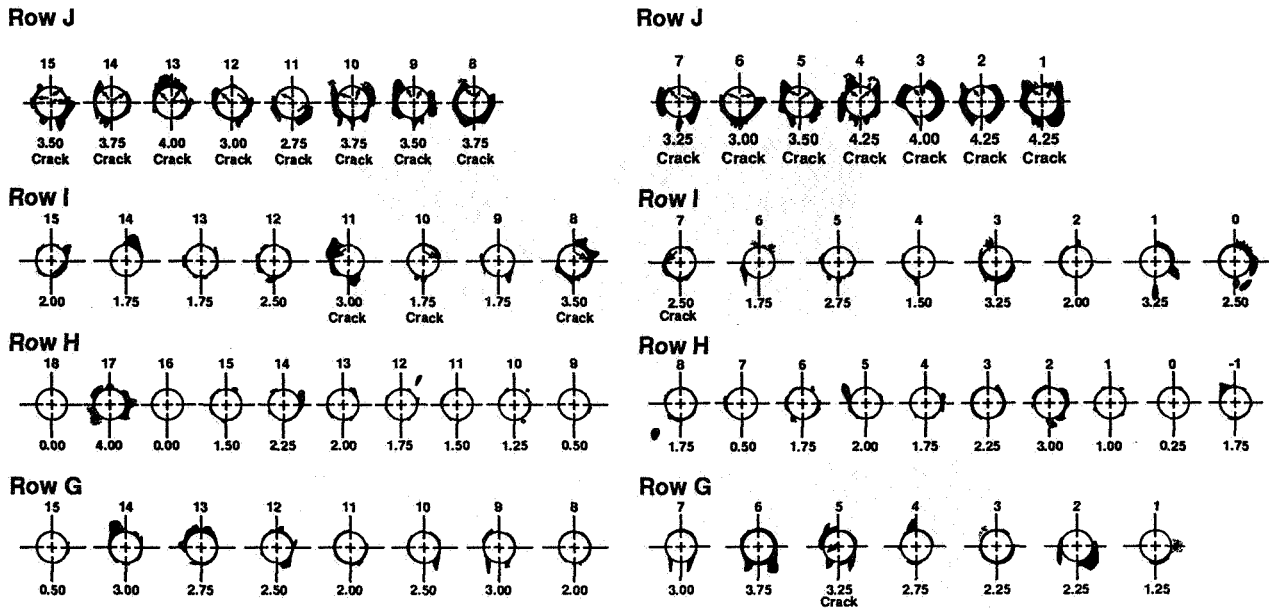 Row J
15 14 13 12 11 10 9 8
3.50 3.75 4.00 3.00 2.75 3.75 3.50 3.75
Crack Crack Crack Crack Crack Crack Crack Crack
Row I
15 14 13 12 11 10 9 8
2.00 1.75 1.75 2.50 3.00 1.75 1.75 3.50
Crack Crack Crack
Row H
18 17 16 15 14 13 12 11 10 9
0.00 4.00 0.00 1.50 2.25 2.00 1.75 1.50 1.25 0.50
Row G
15 14 13 12 11 10 9 8
0.50 3.00 2.75 2.50 2.00 2.50 3.00 2.00
Row J
7 6 5 4 3 2 1
3.25 3.00 3.50 4.25 4.00 4.25 4.25
Crack Crack Crack Crack Crack Crack Crack
Row I
7 6 5 4 3 2 1 0
2.50 1.75 2.75 1.50 3.25 2.00 3.25 2.50
Crack
Row H
8 7 6 5 4 3 2 1 0 -1
1.75 0.50 1.75 2.00 1.75 2.25 3.00 1.00 0.25 1.75
Row G
7 6 5 4 3 2 1
3.00 3.75 3.25 2.75 2.25 2.25 1.25
Crack